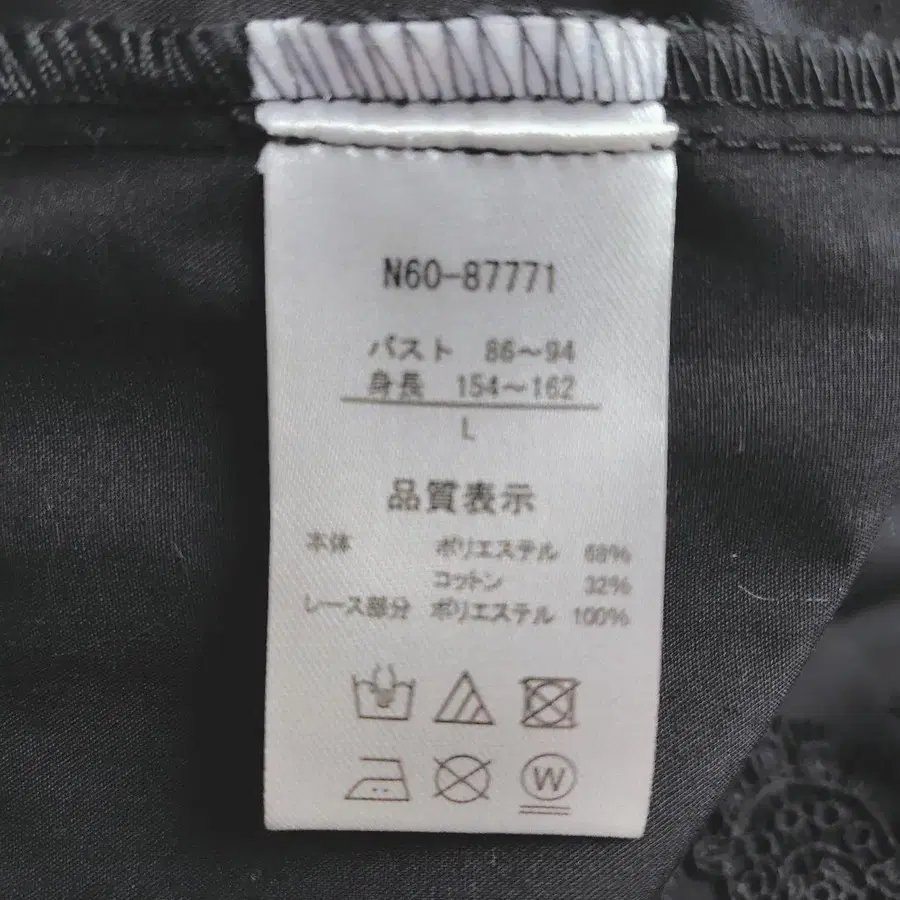 N60-87771
バスト 86～94
身長 154～162
L
品質表示
本体 ポリエステル 68%
コットン 32%
レース部分 ポリエステル 100%
W